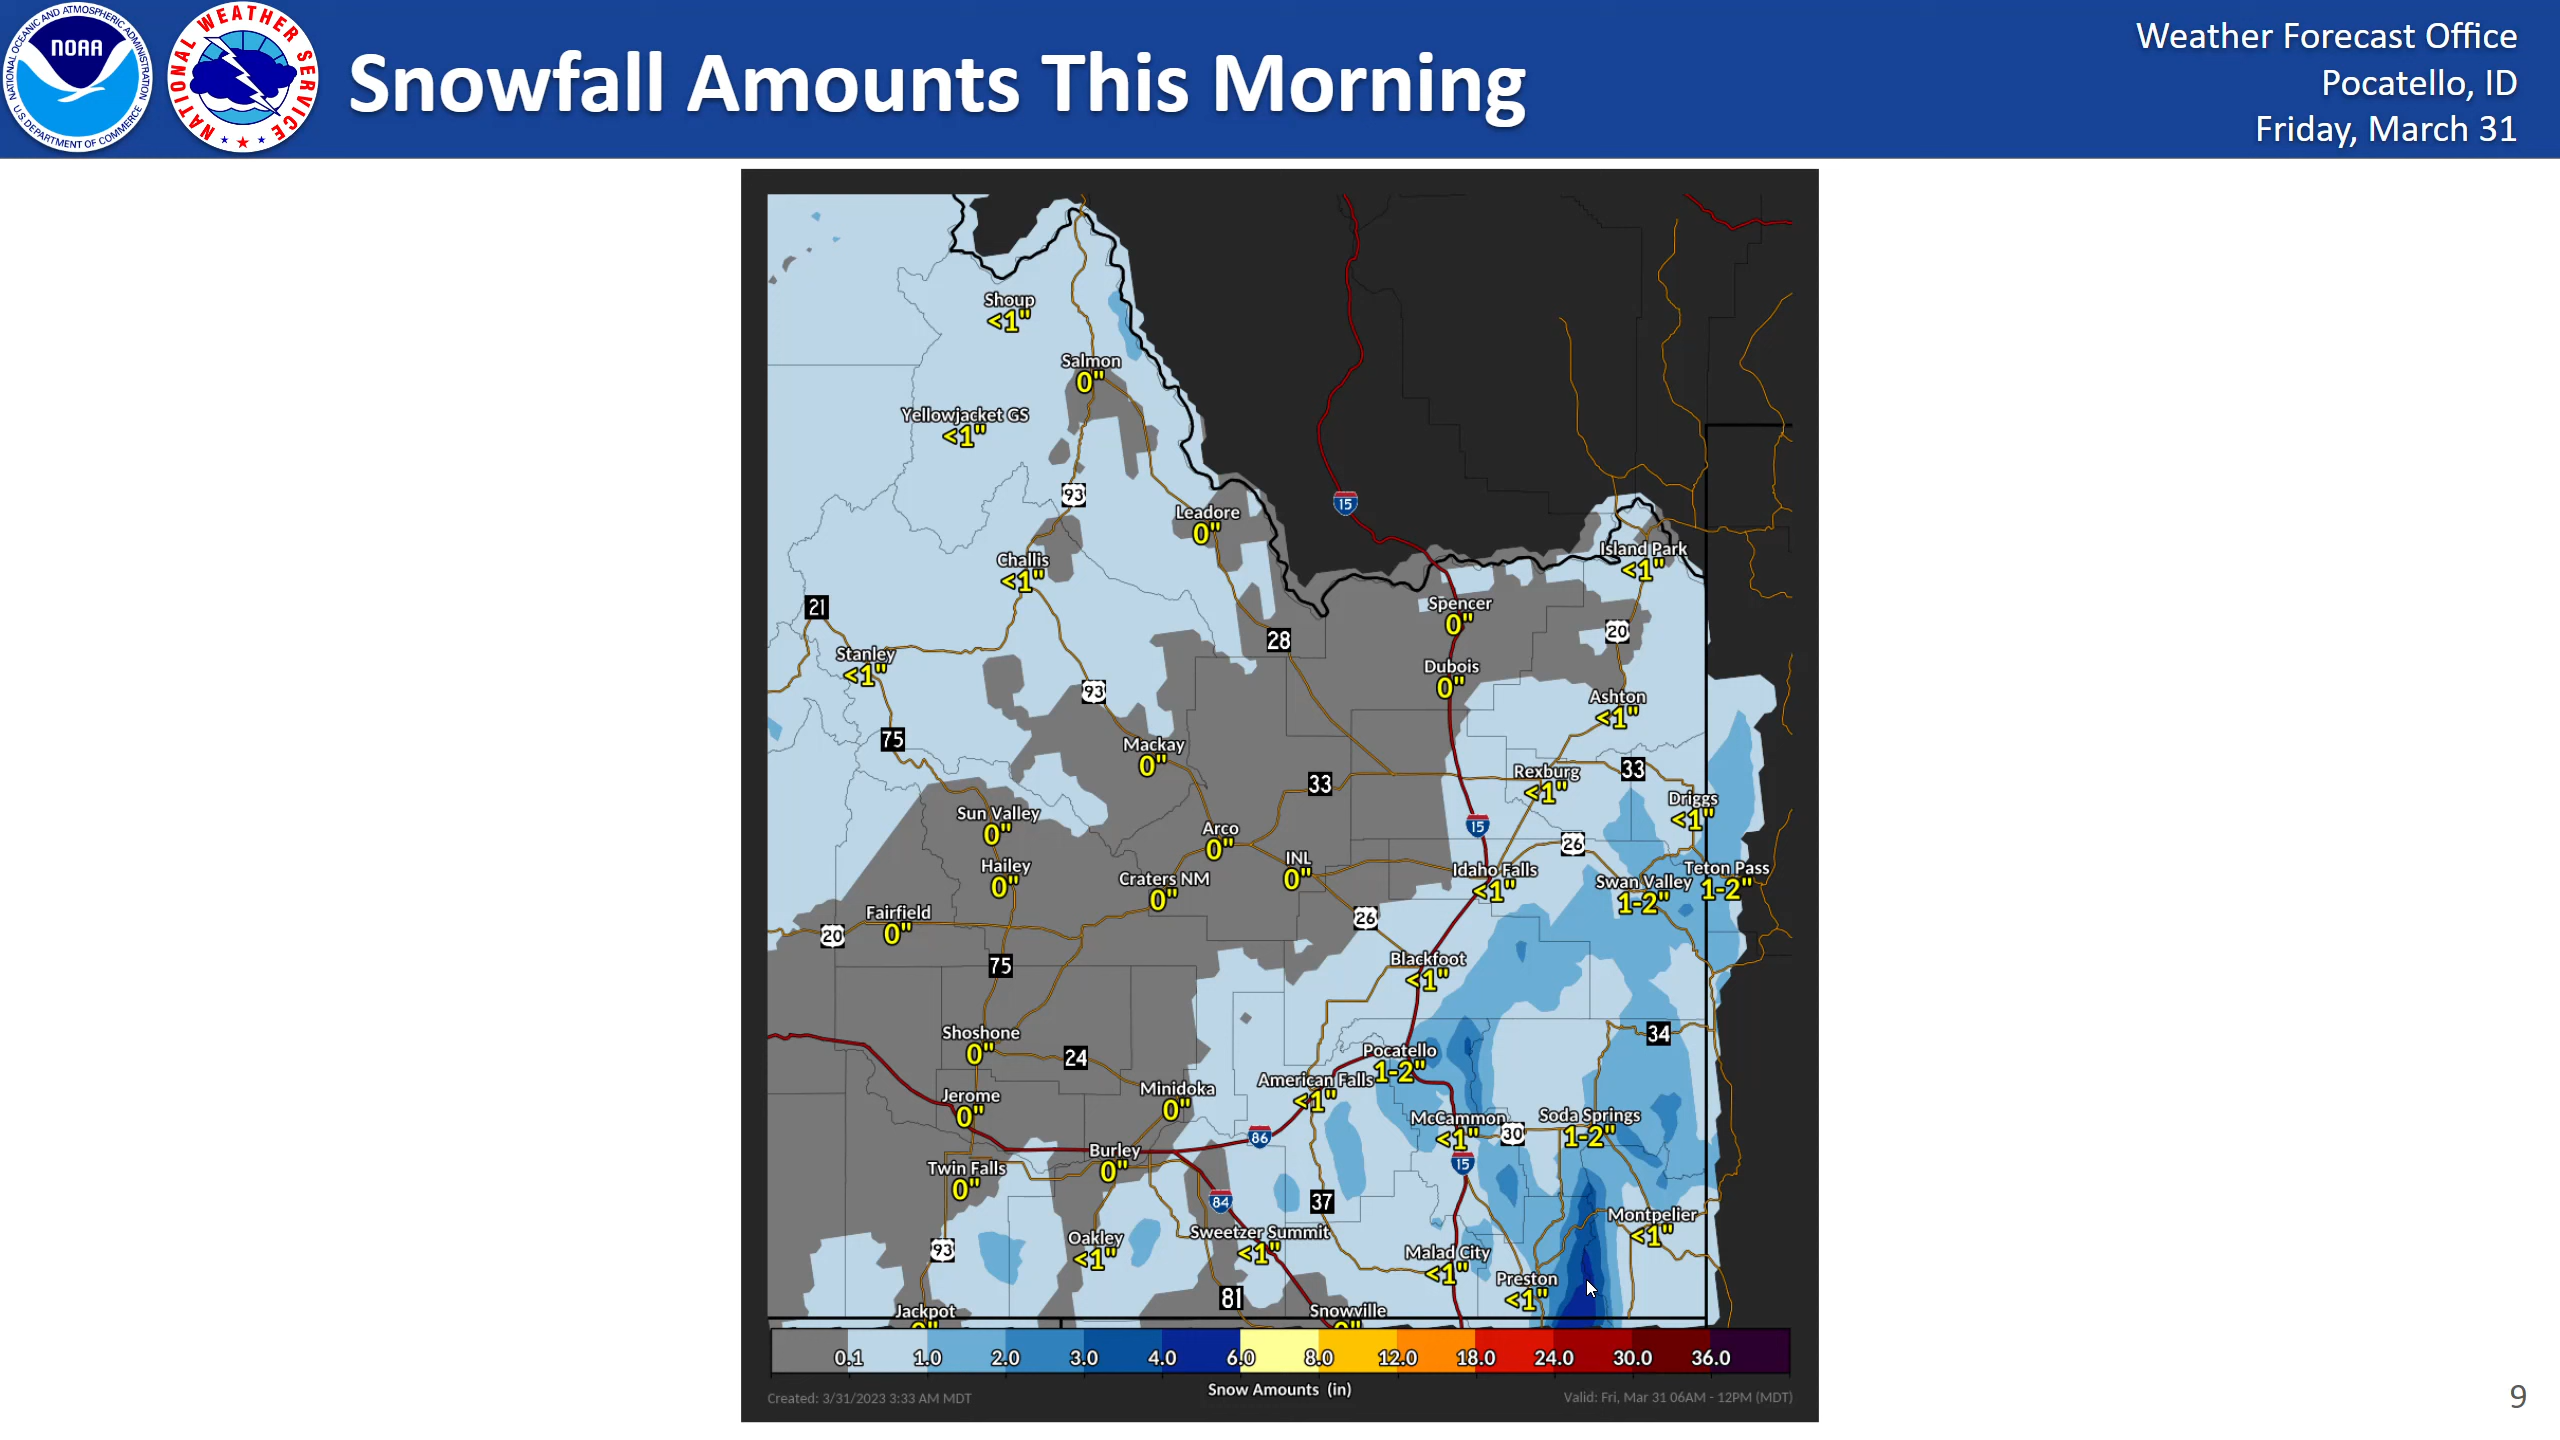 NATIONAL OCEANIC AND ATMOSPHERIC ADMINISTRATION
NOAA
U.S. DEPARTMENT OF COMMERCE
NATIONAL WEATHER SERVICE
Snowfall Amounts This Morning
Weather Forecast Office
Pocatello, ID
Friday, March 31
Shoup
<1"
Salmon
0"
Yellowjacket GS
<1"
93
15
Leadore
0"
Challis
<1"
Island Park
<1"
21
Spencer
0"
20
28
Stanley
<1"
Dubois
0"
93
Ashton
<1"
75
Mackay
0"
33
Rexburg
<1"
33
Driggs
<1"
Sun Valley
0"
Arco
0"
15
26
Hailey
0"
INL
0"
Craters NM
0"
Idaho Falls
<1"
Swan Valley
1-2"
Teton Pass
1-2"
Fairfield
0"
20
26
75
Blackfoot
<1"
Shoshone
0"
24
34
Pocatello
1-2"
American Falls
<1"
Jerome
0"
Minidoka
0"
McCammon
<1"
30
Soda Springs
1-2"
86
Burley
0"
15
Twin Falls
0"
84
37
Montpelier
<1"
Oakley
<1"
Sweetzer Summit
<1"
93
Malad City
<1"
Preston
<1"
81
Jackpot
0"
Snowville
0"
0.1 1.0 2.0 3.0 4.0 6.0 8.0 12.0 18.0 24.0 30.0 36.0
Snow Amounts (in)
Created: 3/31/2023 3:33 AM MDT
Valid: Fri, Mar 31 06AM - 12PM (MDT)
9